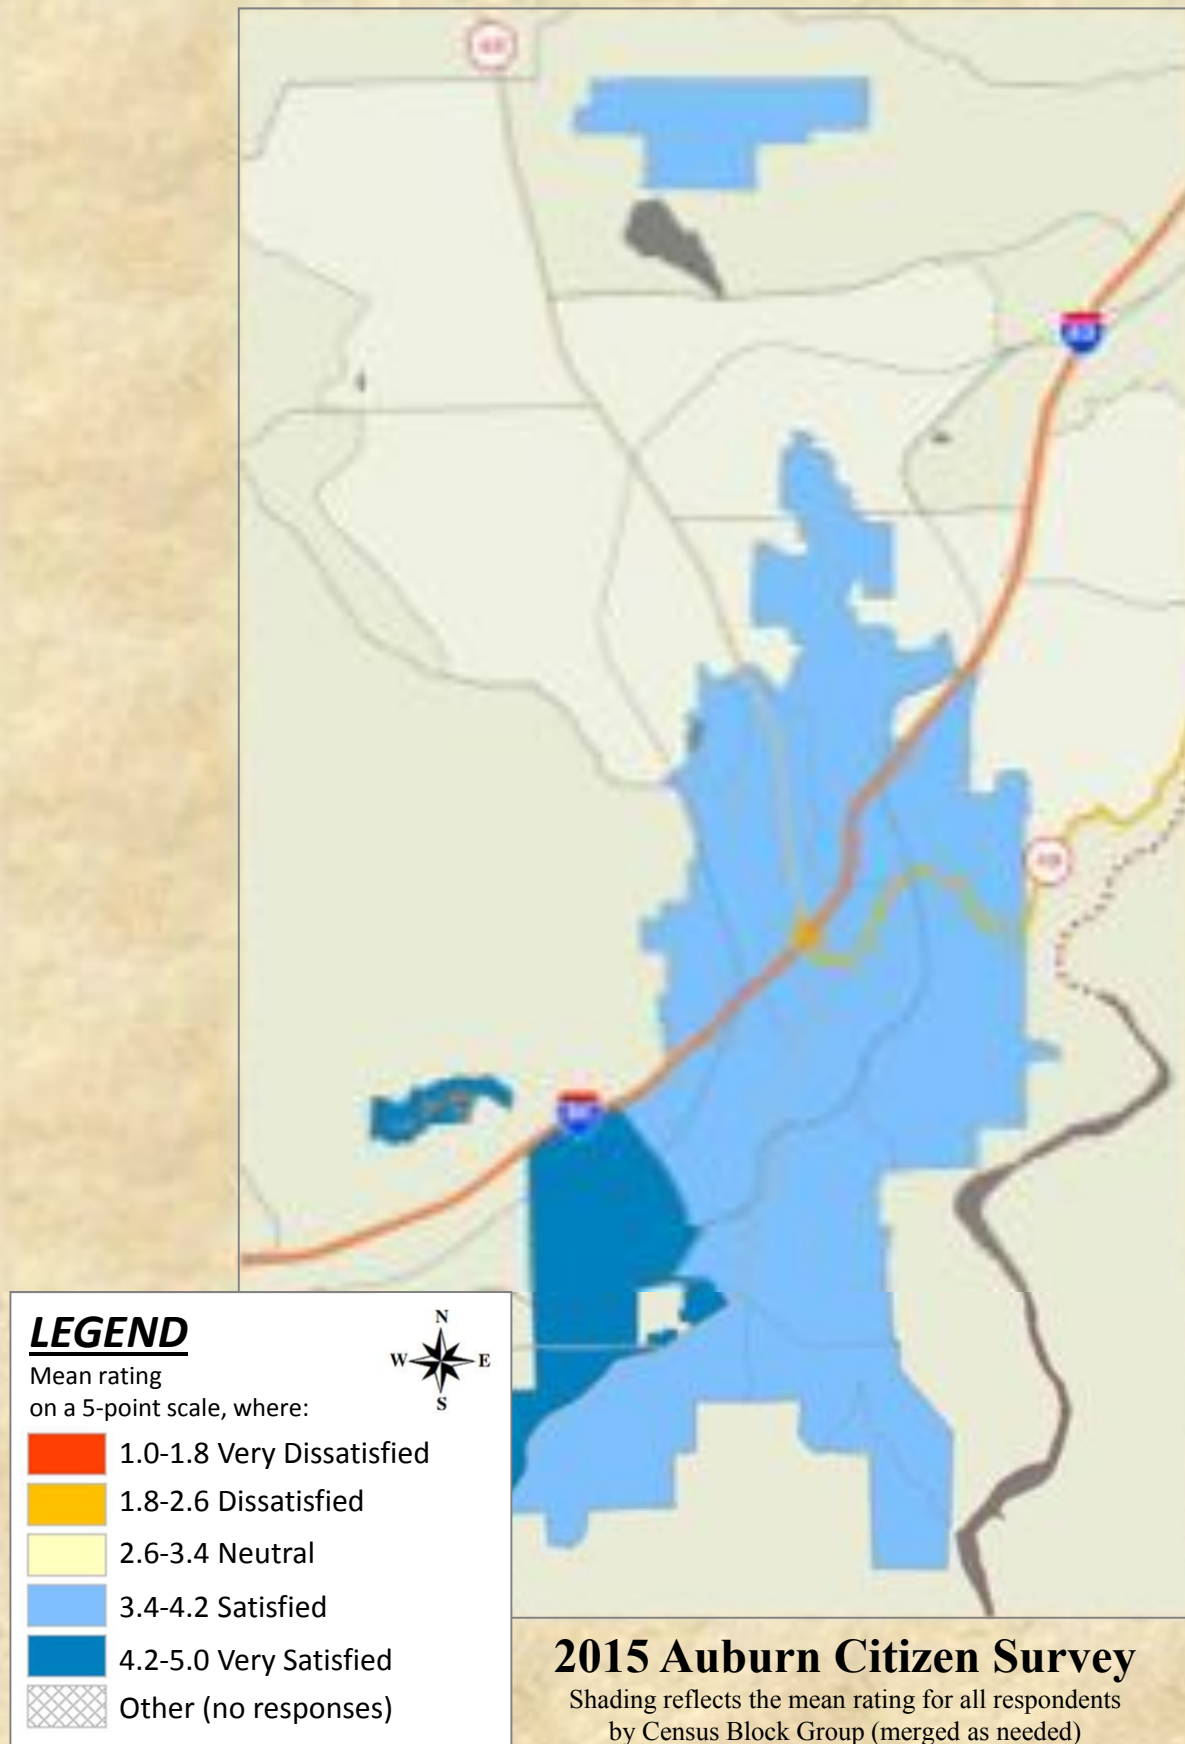 LEGEND
Mean rating
on a 5-point scale, where:
N
W E
S
1.0-1.8 Very Dissatisfied
1.8-2.6 Dissatisfied
2.6-3.4 Neutral
3.4-4.2 Satisfied
4.2-5.0 Very Satisfied
Other (no responses)
2015 Auburn Citizen Survey
Shading reflects the mean rating for all respondents
by Census Block Group (merged as needed)